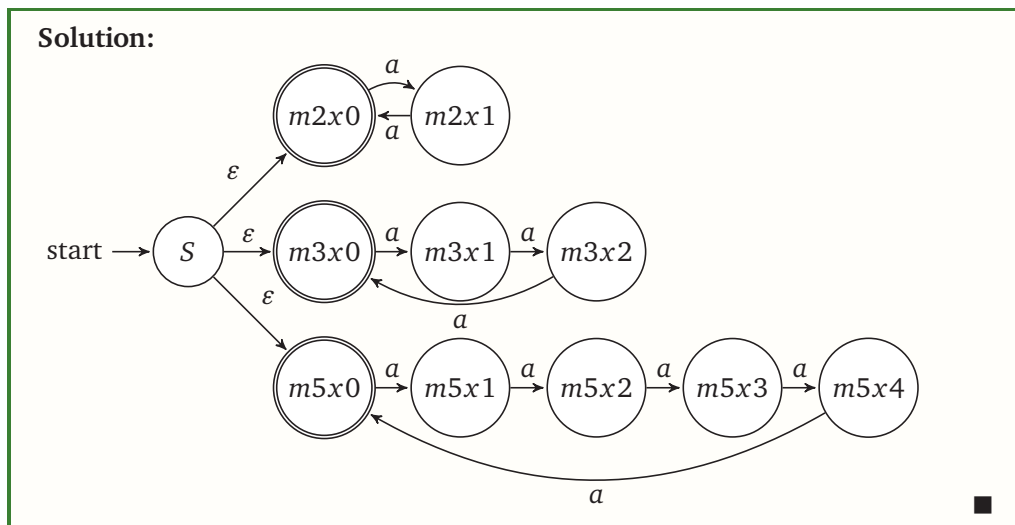 Solution:
a
m2x0 m2x1
a
ε
start S ε m3x0 a m3x1 a m3x2
ε
a
m5x0 a m5x1 a m5x2 a m5x3 a m5x4
a